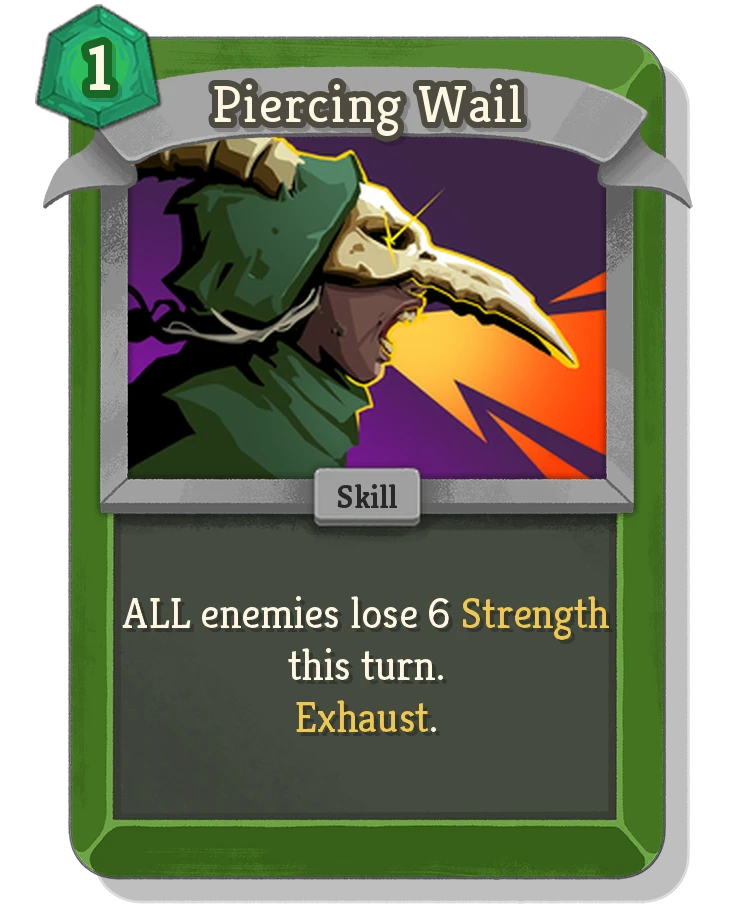 1
Piercing Wail
Skill
ALL enemies lose 6 Strength
this turn.
Exhaust.